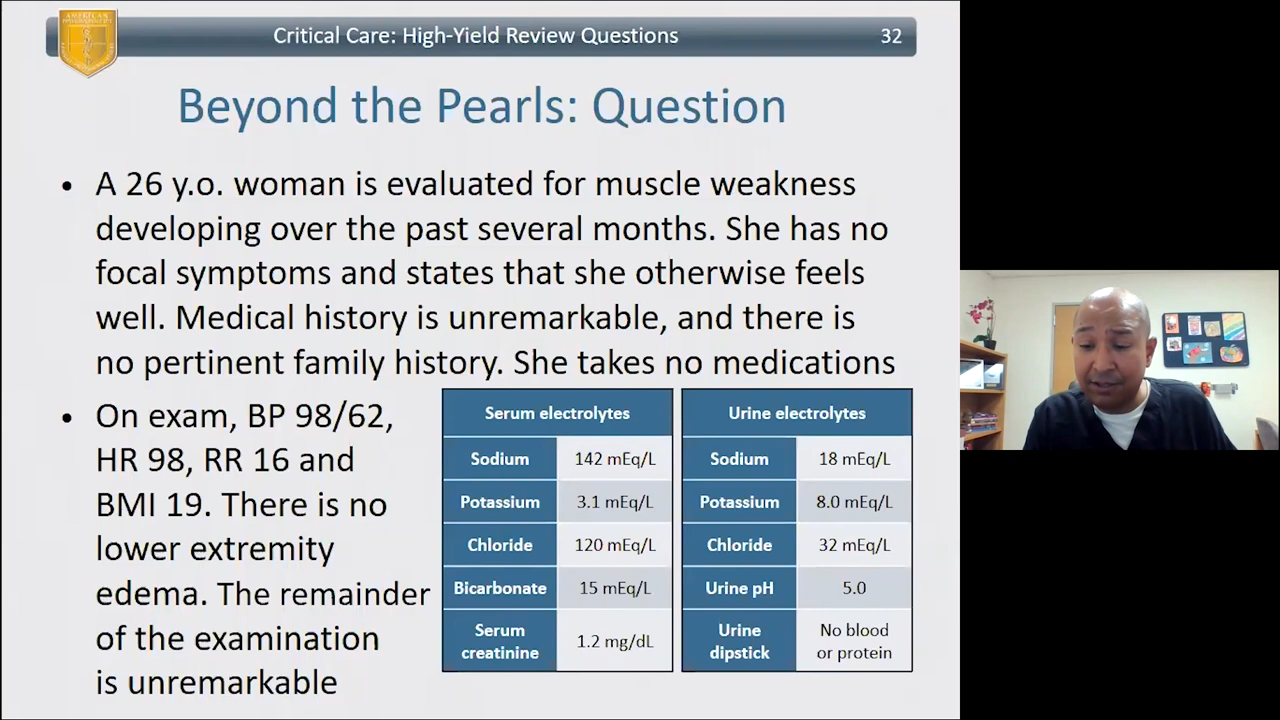 Critical Care: High-Yield Review Questions 32
Beyond the Pearls: Question
• A 26 y.o. woman is evaluated for muscle weakness
developing over the past several months. She has no
focal symptoms and states that she otherwise feels
well. Medical history is unremarkable, and there is
no pertinent family history. She takes no medications
• On exam, BP 98/62,
HR 98, RR 16 and
BMI 19. There is no
lower extremity
edema. The remainder
of the examination
is unremarkable
Serum electrolytes
Sodium 142 mEq/L
Potassium 3.1 mEq/L
Chloride 120 mEq/L
Bicarbonate 15 mEq/L
Serum
creatinine
1.2 mg/dL
Urine electrolytes
Sodium 18 mEq/L
Potassium 8.0 mEq/L
Chloride 32 mEq/L
Urine pH 5.0
Urine
dipstick
No blood
or protein